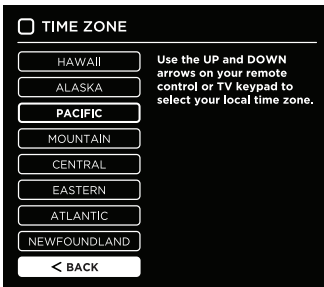 TIME ZONE
HAWAII
ALASKA
PACIFIC
MOUNTAIN
CENTRAL
EASTERN
ATLANTIC
NEWFOUNDLAND
< BACK
Use the UP and DOWN
arrows on your remote
control or TV keypad to
select your local time zone.